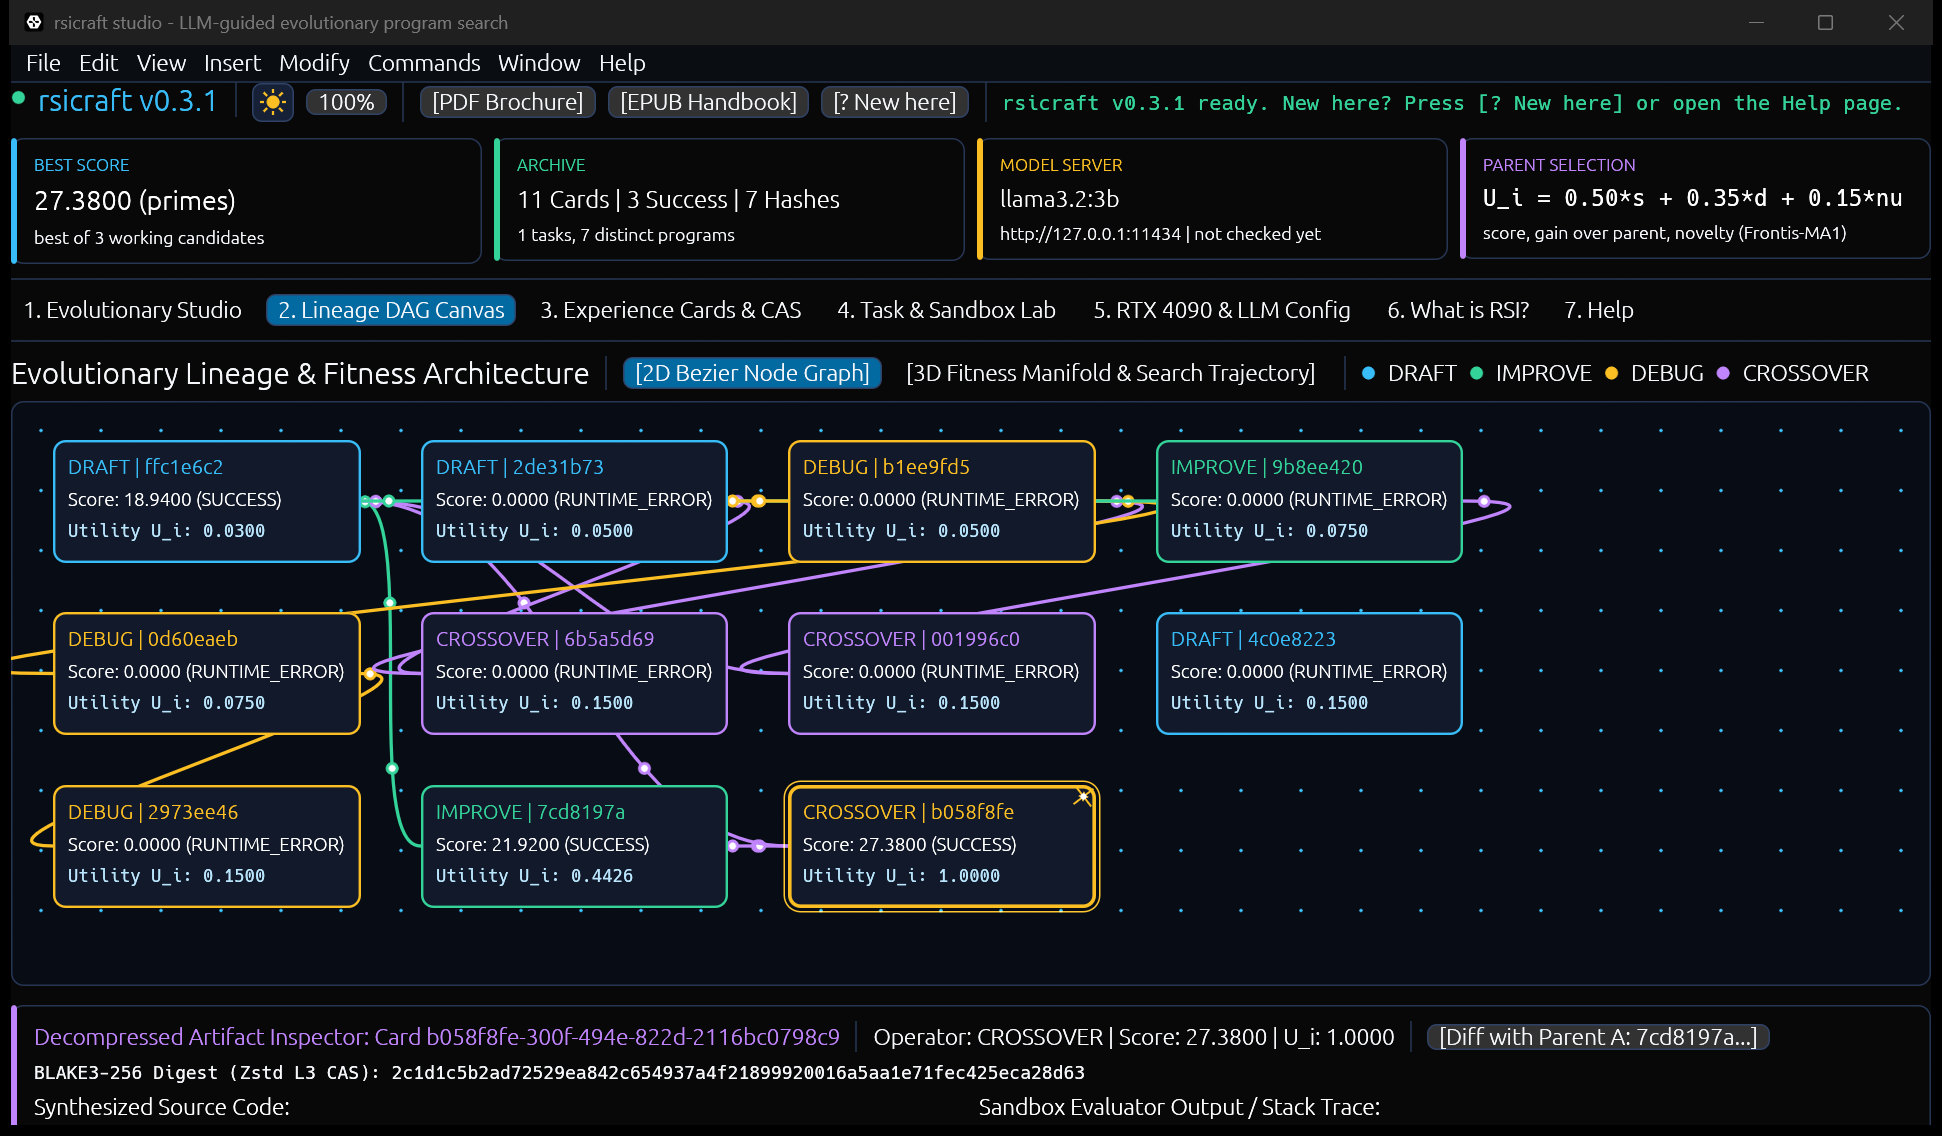 rsicraft studio - LLM-guided evolutionary program search
File Edit View Insert Modify Commands Window Help
rsicraft v0.3.1 100% [PDF Brochure] [EPUB Handbook] [? New here] rsicraft v0.3.1 ready. New here? Press [? New here] or open the Help page.
BEST SCORE
27.3800 (primes)
best of 3 working candidates
ARCHIVE
11 Cards | 3 Success | 7 Hashes
1 tasks, 7 distinct programs
MODEL SERVER
llama3.2:3b
http://127.0.0.1:11434 | not checked yet
PARENT SELECTION
U_i = 0.50*s + 0.35*d + 0.15*nu
score, gain over parent, novelty (Frontis-MA1)
1. Evolutionary Studio 2. Lineage DAG Canvas 3. Experience Cards & CAS 4. Task & Sandbox Lab 5. RTX 4090 & LLM Config 6. What is RSI? 7. Help
Evolutionary Lineage & Fitness Architecture [2D Bezier Node Graph] [3D Fitness Manifold & Search Trajectory] DRAFT IMPROVE DEBUG CROSSOVER
DRAFT | ffc1e6c2
Score: 18.9400 (SUCCESS)
Utility U_i: 0.0300
DRAFT | 2de31b73
Score: 0.0000 (RUNTIME_ERROR)
Utility U_i: 0.0500
DEBUG | b1ee9fd5
Score: 0.0000 (RUNTIME_ERROR)
Utility U_i: 0.0500
IMPROVE | 9b8ee420
Score: 0.0000 (RUNTIME_ERROR)
Utility U_i: 0.0750
DEBUG | 0d60eaeb
Score: 0.0000 (RUNTIME_ERROR)
Utility U_i: 0.0750
CROSSOVER | 6b5a5d69
Score: 0.0000 (RUNTIME_ERROR)
Utility U_i: 0.1500
CROSSOVER | 001996c0
Score: 0.0000 (RUNTIME_ERROR)
Utility U_i: 0.1500
DRAFT | 4c0e8223
Score: 0.0000 (RUNTIME_ERROR)
Utility U_i: 0.1500
DEBUG | 2973ee46
Score: 0.0000 (RUNTIME_ERROR)
Utility U_i: 0.1500
IMPROVE | 7cd8197a
Score: 21.9200 (SUCCESS)
Utility U_i: 0.4426
CROSSOVER | b058f8fe
Score: 27.3800 (SUCCESS)
Utility U_i: 1.0000
Decompressed Artifact Inspector: Card b058f8fe-300f-494e-822d-2116bc0798c9 Operator: CROSSOVER | Score: 27.3800 | U_i: 1.0000 [Diff with Parent A: 7cd8197a...]
BLAKE3-256 Digest (Zstd L3 CAS): 2c1d1c5b2ad72529ea842c654937a4f21899920016a5aa1e71fec425eca28d63
Synthesized Source Code: Sandbox Evaluator Output / Stack Trace: